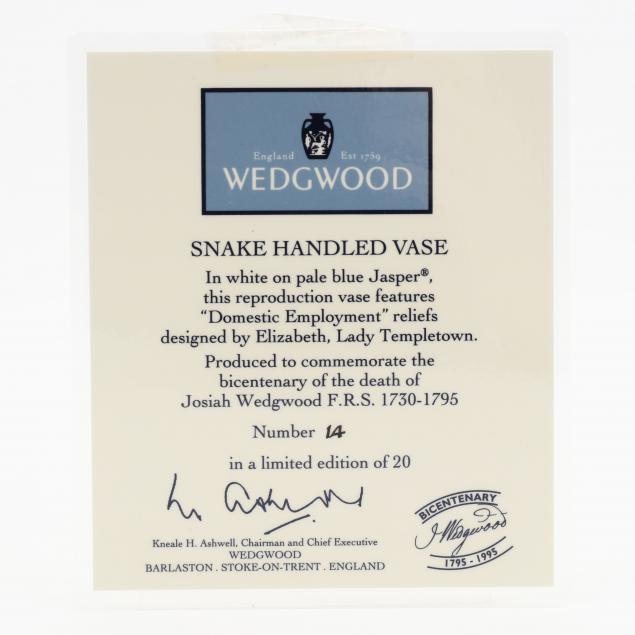 England Est 1759
WEDGWOOD
SNAKE HANDLED VASE
In white on pale blue Jasper®,
this reproduction vase features
“Domestic Employment” reliefs
designed by Elizabeth, Lady Templetown.
Produced to commemorate the
bicentenary of the death of
Josiah Wedgwood F.R.S. 1730-1795
Number 14
in a limited edition of 20
Kneale H. Ashwell, Chairman and Chief Executive
WEDGWOOD
BARLASTON . STOKE-ON-TRENT . ENGLAND
BICENTENARY
J Wedgwood
1795 - 1995